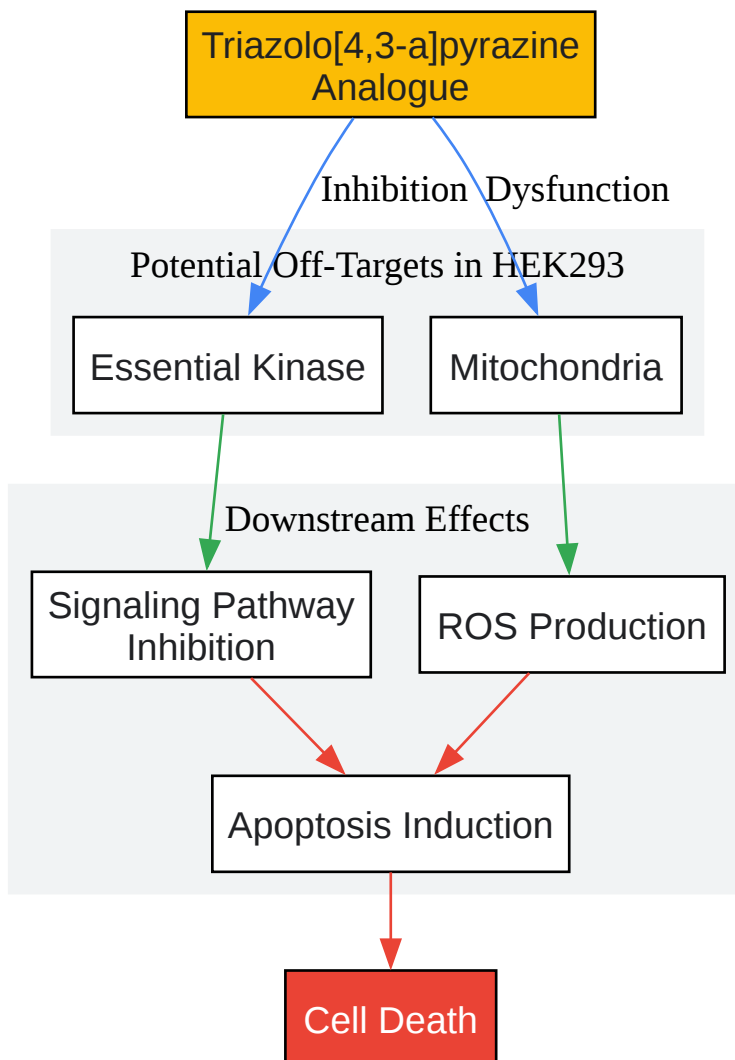 Triazolo[4,3-a]pyrazine
Analogue
Inhibition
Dysfunction
Potential Off-Targets in HEK293
Essential Kinase
Mitochondria
Downstream Effects
Signaling Pathway
Inhibition
ROS Production
Apoptosis Induction
Cell Death